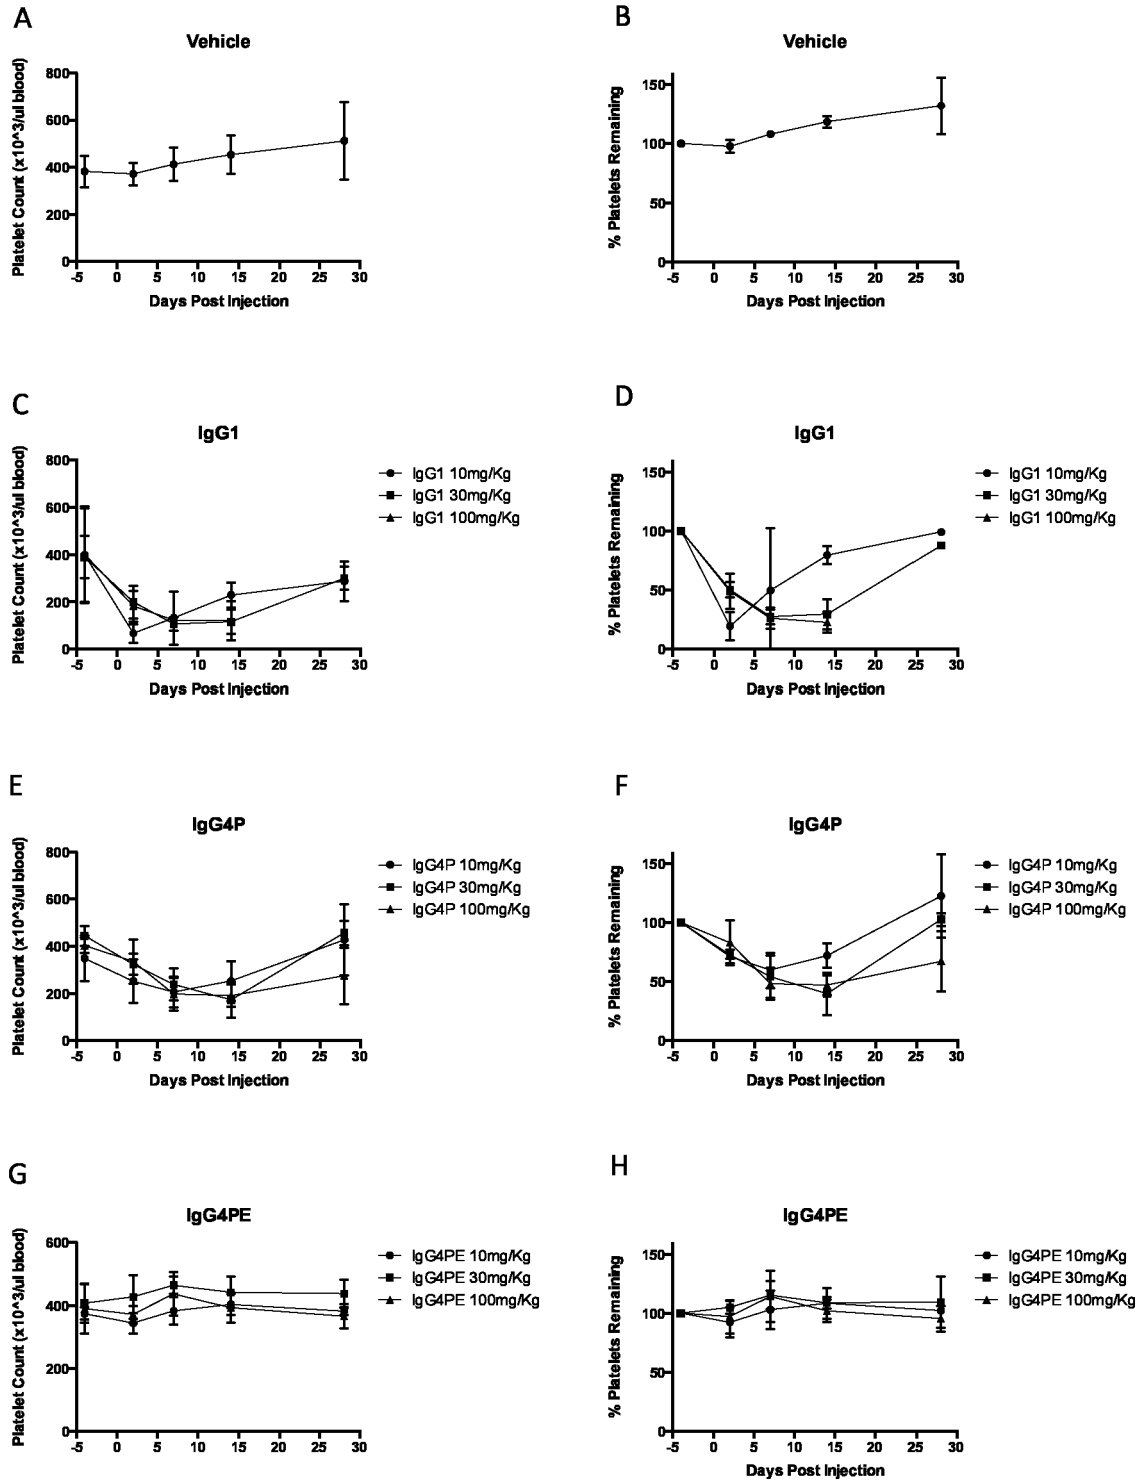 A
Vehicle
Platelet Count (x10^3/ul blood)
800
600
400
200
0
-5 0 5 10 15 20 25 30
Days Post Injection
B
Vehicle
% Platelets Remaining
150
100
50
0
-5 0 5 10 15 20 25 30
Days Post Injection
C
IgG1
Platelet Count (x10^3/ul blood)
800
600
400
200
0
-5 0 5 10 15 20 25 30
Days Post Injection
IgG1 10mg/Kg
IgG1 30mg/Kg
IgG1 100mg/Kg
D
IgG1
% Platelets Remaining
150
100
50
0
-5 0 5 10 15 20 25 30
Days Post Injection
IgG1 10mg/Kg
IgG1 30mg/Kg
IgG1 100mg/Kg
E
IgG4P
Platelet Count (x10^3/ul blood)
800
600
400
200
0
-5 0 5 10 15 20 25 30
Days Post Injection
IgG4P 10mg/Kg
IgG4P 30mg/Kg
IgG4P 100mg/Kg
F
IgG4P
% Platelets Remaining
150
100
50
0
-5 0 5 10 15 20 25 30
Days Post Injection
IgG4P 10mg/Kg
IgG4P 30mg/Kg
IgG4P 100mg/Kg
G
IgG4PE
Platelet Count (x10^3/ul blood)
600
400
200
0
-5 0 5 10 15 20 25 30
Days Post Injection
IgG4PE 10mg/Kg
IgG4PE 30mg/Kg
IgG4PE 100mg/Kg
H
IgG4PE
% Platelets Remaining
150
100
50
0
-5 0 5 10 15 20 25 30
Days Post Injection
IgG4PE 10mg/Kg
IgG4PE 30mg/Kg
IgG4PE 100mg/Kg